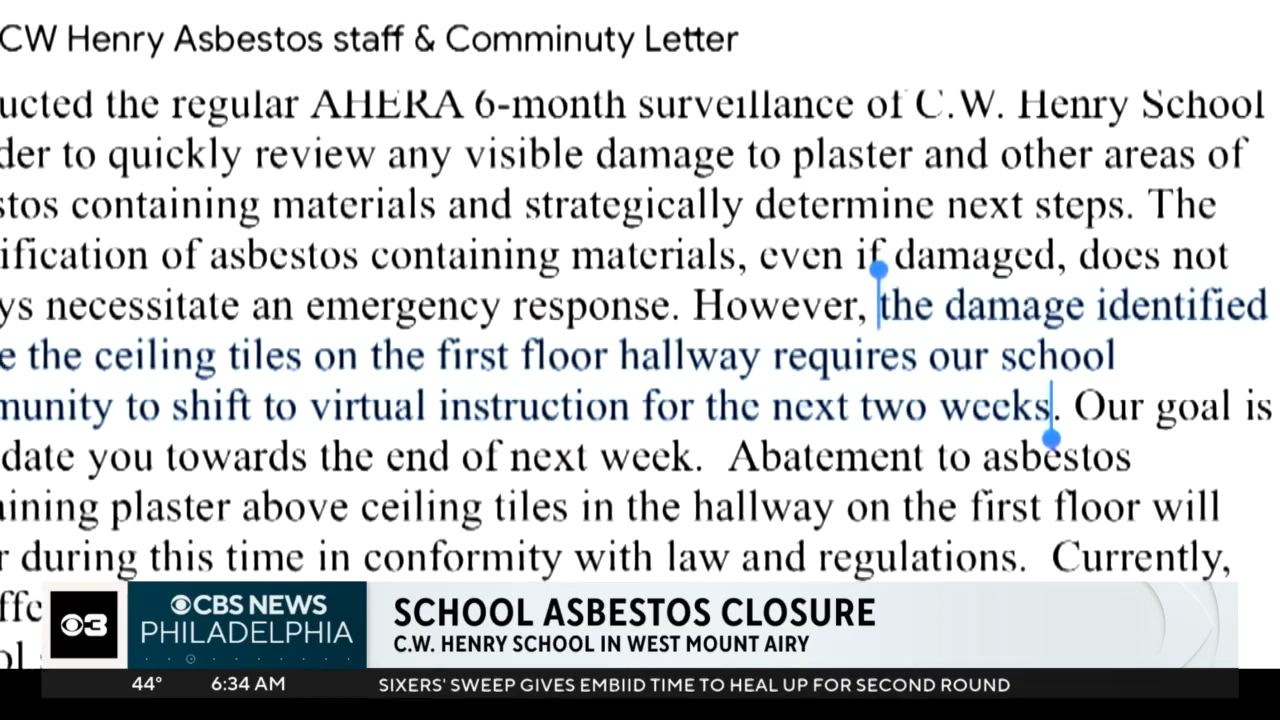 CW Henry Asbestos staff & Comminuty Letter
ucted the regular AHERA 6-month surveillance of C.W. Henry School
der to quickly review any visible damage to plaster and other areas of
stos containing materials and strategically determine next steps. The
ification of asbestos containing materials, even if damaged, does not
ys necessitate an emergency response. However, the damage identified
e the ceiling tiles on the first floor hallway requires our school
munity to shift to virtual instruction for the next two weeks. Our goal is
date you towards the end of next week. Abatement to asbestos
aining plaster above ceiling tiles in the hallway on the first floor will
r during this time in conformity with law and regulations. Currently,
ffe
3
CBS NEWS
PHILADELPHIA
SCHOOL ASBESTOS CLOSURE
C.W. HENRY SCHOOL IN WEST MOUNT AIRY
44° 6:34 AM SIXERS' SWEEP GIVES EMBIID TIME TO HEAL UP FOR SECOND ROUND